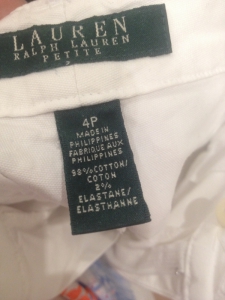 LAUREN
RALPH LAUREN
PETITE
4P
MADE IN
PHILIPPINES
FABRIQUE AUX
PHILIPPINES
98% COTTON/
COTON
2%
ELASTANE/
ELASTHANNE